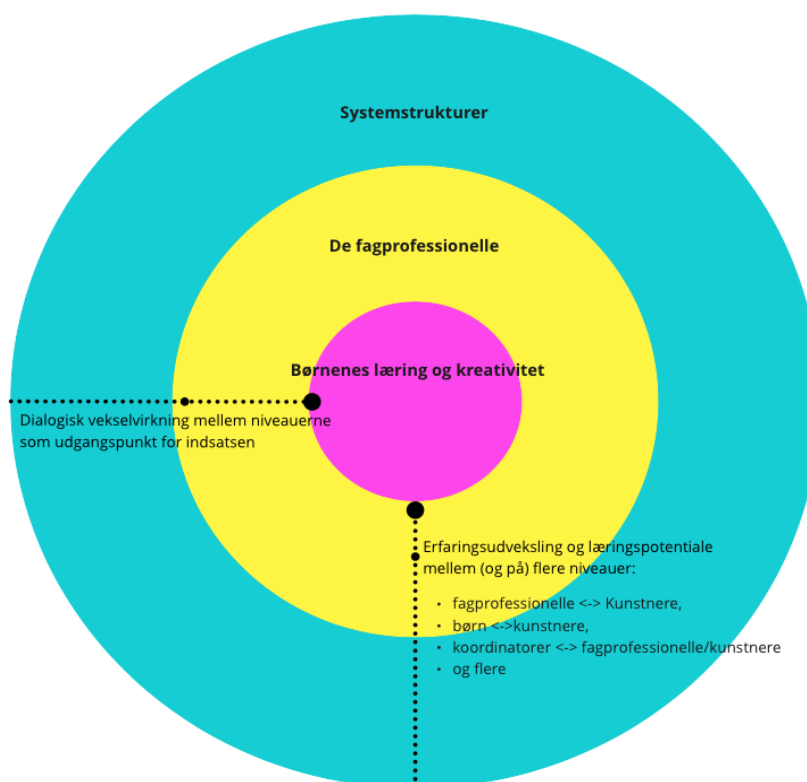 Systemstrukturer
De fagprofessionelle
Børnenes læring og kreativitet
Dialogisk vekselvirkning mellem niveauerne
som udgangspunkt for indsatsen
Erfaringsudveksling og læringspotentiale
mellem (og på) flere niveauer:
· fagprofessionelle <-> Kunstnere,
· børn <->kunstnere,
· koordinatorer <-> fagprofessionelle/kunstnere
· og flere